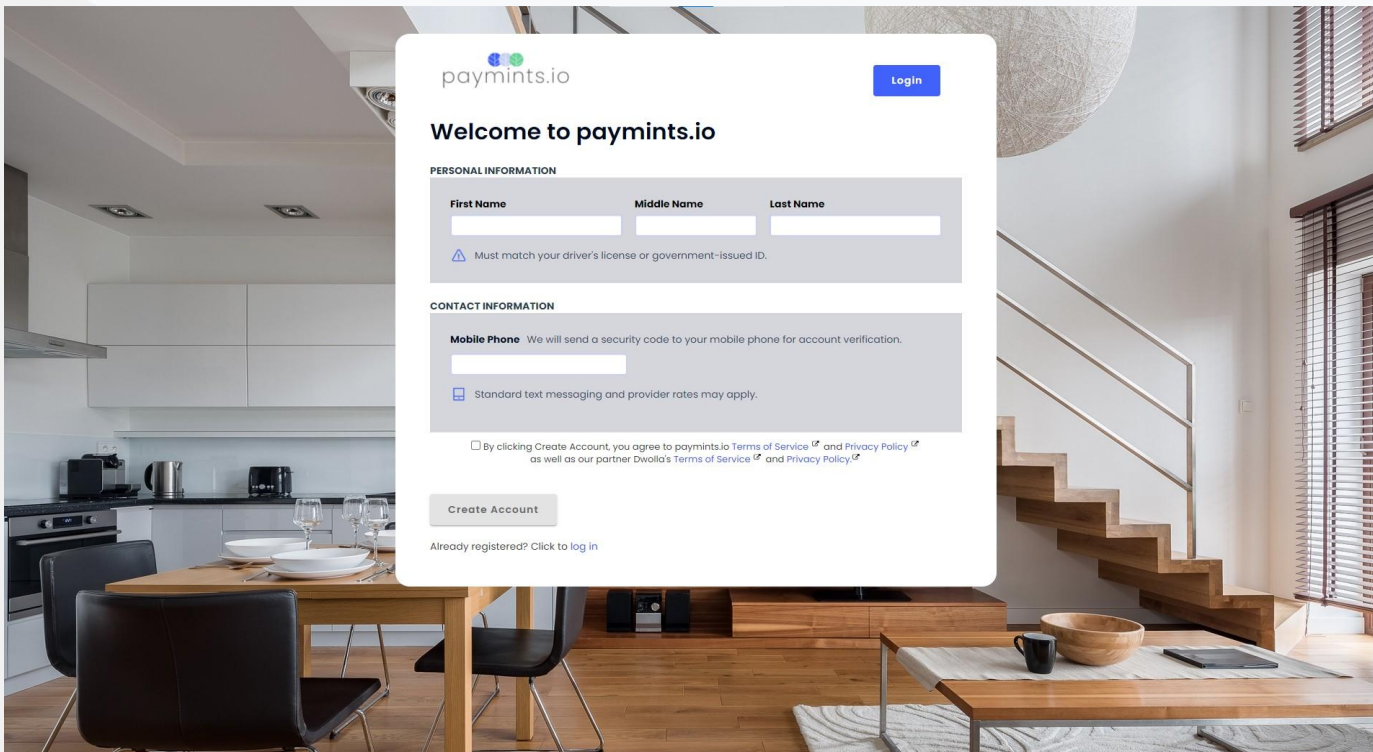 paymints.io
Login
Welcome to paymints.io
PERSONAL INFORMATION
First Name Middle Name Last Name
Must match your driver's license or government-issued ID.
CONTACT INFORMATION
Mobile Phone We will send a security code to your mobile phone for account verification.
Standard text messaging and provider rates may apply.
By clicking Create Account, you agree to paymints.io Terms of Service and Privacy Policy
as well as our partner Dwolla's Terms of Service and Privacy Policy.
Create Account
Already registered? Click to log in